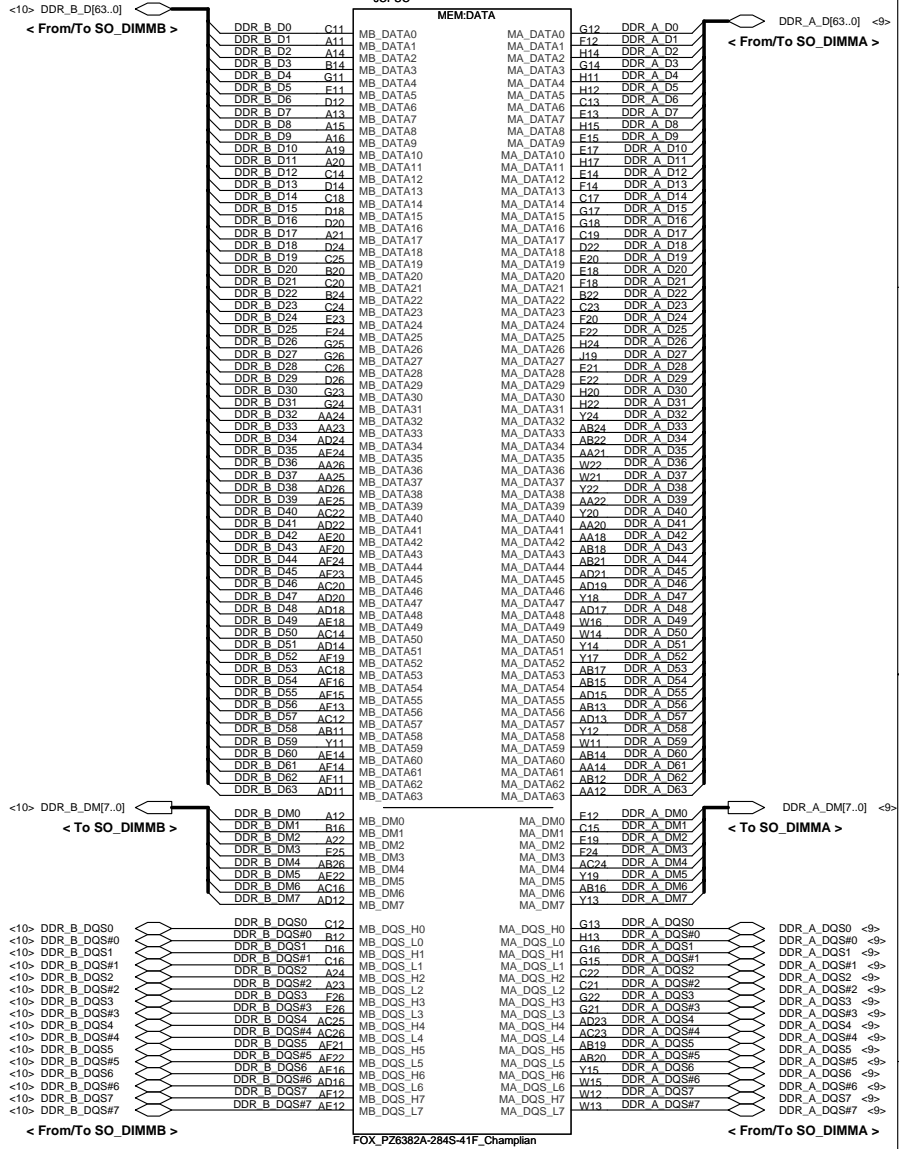 <10> DDR_B_D[63..0]
< From/To SO_DIMMB >
MEM:DATA
DDR_A_D[63..0] <9>
< From/To SO_DIMMA >
DDR_B_D0 C11 MB_DATA0 MA_DATA0 G12 DDR_A_D0
DDR_B_D1 A11 MB_DATA1 MA_DATA1 F12 DDR_A_D1
DDR_B_D2 A14 MB_DATA2 MA_DATA2 H14 DDR_A_D2
DDR_B_D3 B14 MB_DATA3 MA_DATA3 G14 DDR_A_D3
DDR_B_D4 G11 MB_DATA4 MA_DATA4 H11 DDR_A_D4
DDR_B_D5 E11 MB_DATA5 MA_DATA5 H12 DDR_A_D5
DDR_B_D6 D12 MB_DATA6 MA_DATA6 C13 DDR_A_D6
DDR_B_D7 A13 MB_DATA7 MA_DATA7 E13 DDR_A_D7
DDR_B_D8 A15 MB_DATA8 MA_DATA8 H15 DDR_A_D8
DDR_B_D9 A16 MB_DATA9 MA_DATA9 E15 DDR_A_D9
DDR_B_D10 A19 MB_DATA10 MA_DATA10 E17 DDR_A_D10
DDR_B_D11 A20 MB_DATA11 MA_DATA11 H17 DDR_A_D11
DDR_B_D12 C14 MB_DATA12 MA_DATA12 E14 DDR_A_D12
DDR_B_D13 D14 MB_DATA13 MA_DATA13 F14 DDR_A_D13
DDR_B_D14 C18 MB_DATA14 MA_DATA14 C17 DDR_A_D14
DDR_B_D15 D18 MB_DATA15 MA_DATA15 G17 DDR_A_D15
DDR_B_D16 D20 MB_DATA16 MA_DATA16 G18 DDR_A_D16
DDR_B_D17 A21 MB_DATA17 MA_DATA17 C19 DDR_A_D17
DDR_B_D18 D24 MB_DATA18 MA_DATA18 D22 DDR_A_D18
DDR_B_D19 C25 MB_DATA19 MA_DATA19 E20 DDR_A_D19
DDR_B_D20 B20 MB_DATA20 MA_DATA20 E18 DDR_A_D20
DDR_B_D21 C20 MB_DATA21 MA_DATA21 F18 DDR_A_D21
DDR_B_D22 B24 MB_DATA22 MA_DATA22 B22 DDR_A_D22
DDR_B_D23 C24 MB_DATA23 MA_DATA23 C23 DDR_A_D23
DDR_B_D24 E23 MB_DATA24 MA_DATA24 F20 DDR_A_D24
DDR_B_D25 E24 MB_DATA25 MA_DATA25 F22 DDR_A_D25
DDR_B_D26 G25 MB_DATA26 MA_DATA26 H24 DDR_A_D26
DDR_B_D27 G26 MB_DATA27 MA_DATA27 J19 DDR_A_D27
DDR_B_D28 C26 MB_DATA28 MA_DATA28 E21 DDR_A_D28
DDR_B_D29 D26 MB_DATA29 MA_DATA29 E22 DDR_A_D29
DDR_B_D30 G23 MB_DATA30 MA_DATA30 H20 DDR_A_D30
DDR_B_D31 G24 MB_DATA31 MA_DATA31 H22 DDR_A_D31
DDR_B_D32 AA24 MB_DATA32 MA_DATA32 Y24 DDR_A_D32
DDR_B_D33 AA23 MB_DATA33 MA_DATA33 AB24 DDR_A_D33
DDR_B_D34 AD24 MB_DATA34 MA_DATA34 AB22 DDR_A_D34
DDR_B_D35 AE24 MB_DATA35 MA_DATA35 AA21 DDR_A_D35
DDR_B_D36 AA26 MB_DATA36 MA_DATA36 W22 DDR_A_D36
DDR_B_D37 AA25 MB_DATA37 MA_DATA37 W21 DDR_A_D37
DDR_B_D38 AD26 MB_DATA38 MA_DATA38 Y22 DDR_A_D38
DDR_B_D39 AE25 MB_DATA39 MA_DATA39 AA22 DDR_A_D39
DDR_B_D40 AC22 MB_DATA40 MA_DATA40 Y20 DDR_A_D40
DDR_B_D41 AD22 MB_DATA41 MA_DATA41 AA20 DDR_A_D41
DDR_B_D42 AE20 MB_DATA42 MA_DATA42 AA18 DDR_A_D42
DDR_B_D43 AF20 MB_DATA43 MA_DATA43 AB18 DDR_A_D43
DDR_B_D44 AF24 MB_DATA44 MA_DATA44 AB21 DDR_A_D44
DDR_B_D45 AF23 MB_DATA45 MA_DATA45 AD21 DDR_A_D45
DDR_B_D46 AC20 MB_DATA46 MA_DATA46 AD19 DDR_A_D46
DDR_B_D47 AD20 MB_DATA47 MA_DATA47 Y18 DDR_A_D47
DDR_B_D48 AD18 MB_DATA48 MA_DATA48 AD17 DDR_A_D48
DDR_B_D49 AE18 MB_DATA49 MA_DATA49 W16 DDR_A_D49
DDR_B_D50 AC14 MB_DATA50 MA_DATA50 W14 DDR_A_D50
DDR_B_D51 AD14 MB_DATA51 MA_DATA51 Y14 DDR_A_D51
DDR_B_D52 AF19 MB_DATA52 MA_DATA52 Y17 DDR_A_D52
DDR_B_D53 AC18 MB_DATA53 MA_DATA53 AB17 DDR_A_D53
DDR_B_D54 AF16 MB_DATA54 MA_DATA54 AB15 DDR_A_D54
DDR_B_D55 AF15 MB_DATA55 MA_DATA55 AD15 DDR_A_D55
DDR_B_D56 AF13 MB_DATA56 MA_DATA56 AB13 DDR_A_D56
DDR_B_D57 AC12 MB_DATA57 MA_DATA57 AD13 DDR_A_D57
DDR_B_D58 AB11 MB_DATA58 MA_DATA58 Y12 DDR_A_D58
DDR_B_D59 Y11 MB_DATA59 MA_DATA59 W11 DDR_A_D59
DDR_B_D60 AE14 MB_DATA60 MA_DATA60 AB14 DDR_A_D60
DDR_B_D61 AF14 MB_DATA61 MA_DATA61 AA14 DDR_A_D61
DDR_B_D62 AF11 MB_DATA62 MA_DATA62 AB12 DDR_A_D62
DDR_B_D63 AD11 MB_DATA63 MA_DATA63 AA12 DDR_A_D63
<10> DDR_B_DM[7..0]
< To SO_DIMMB >
DDR_A_DM[7..0] <9>
< To SO_DIMMA >
DDR_B_DM0 A12 MB_DM0 MA_DM0 E12 DDR_A_DM0
DDR_B_DM1 B16 MB_DM1 MA_DM1 C15 DDR_A_DM1
DDR_B_DM2 A22 MB_DM2 MA_DM2 E19 DDR_A_DM2
DDR_B_DM3 E25 MB_DM3 MA_DM3 F24 DDR_A_DM3
DDR_B_DM4 AB26 MB_DM4 MA_DM4 AC24 DDR_A_DM4
DDR_B_DM5 AE22 MB_DM5 MA_DM5 Y19 DDR_A_DM5
DDR_B_DM6 AC16 MB_DM6 MA_DM6 AB16 DDR_A_DM6
DDR_B_DM7 AD12 MB_DM7 MA_DM7 Y13 DDR_A_DM7
<10> DDR_B_DQS0 DDR_B_DQS0 C12 MB_DQS_H0 MA_DQS_H0 G13 DDR_A_DQS0 DDR_A_DQS0 <9>
<10> DDR_B_DQS#0 DDR_B_DQS#0 B12 MB_DQS_L0 MA_DQS_L0 H13 DDR_A_DQS#0 DDR_A_DQS#0 <9>
<10> DDR_B_DQS1 DDR_B_DQS1 D16 MB_DQS_H1 MA_DQS_H1 G16 DDR_A_DQS1 DDR_A_DQS1 <9>
<10> DDR_B_DQS#1 DDR_B_DQS#1 C16 MB_DQS_L1 MA_DQS_L1 G15 DDR_A_DQS#1 DDR_A_DQS#1 <9>
<10> DDR_B_DQS2 DDR_B_DQS2 A24 MB_DQS_H2 MA_DQS_H2 C22 DDR_A_DQS2 DDR_A_DQS2 <9>
<10> DDR_B_DQS#2 DDR_B_DQS#2 A23 MB_DQS_L2 MA_DQS_L2 C21 DDR_A_DQS#2 DDR_A_DQS#2 <9>
<10> DDR_B_DQS3 DDR_B_DQS3 F26 MB_DQS_H3 MA_DQS_H3 G22 DDR_A_DQS3 DDR_A_DQS3 <9>
<10> DDR_B_DQS#3 DDR_B_DQS#3 E26 MB_DQS_L3 MA_DQS_L3 G21 DDR_A_DQS#3 DDR_A_DQS#3 <9>
<10> DDR_B_DQS4 DDR_B_DQS4 AC25 MB_DQS_H4 MA_DQS_H4 AD23 DDR_A_DQS4 DDR_A_DQS4 <9>
<10> DDR_B_DQS#4 DDR_B_DQS#4 AC26 MB_DQS_L4 MA_DQS_L4 AC23 DDR_A_DQS#4 DDR_A_DQS#4 <9>
<10> DDR_B_DQS5 DDR_B_DQS5 AF21 MB_DQS_H5 MA_DQS_H5 AB19 DDR_A_DQS5 DDR_A_DQS5 <9>
<10> DDR_B_DQS#5 DDR_B_DQS#5 AF22 MB_DQS_L5 MA_DQS_L5 AB20 DDR_A_DQS#5 DDR_A_DQS#5 <9>
<10> DDR_B_DQS6 DDR_B_DQS6 AE16 MB_DQS_H6 MA_DQS_H6 Y15 DDR_A_DQS6 DDR_A_DQS6 <9>
<10> DDR_B_DQS#6 DDR_B_DQS#6 AD16 MB_DQS_L6 MA_DQS_L6 W15 DDR_A_DQS#6 DDR_A_DQS#6 <9>
<10> DDR_B_DQS7 DDR_B_DQS7 AF12 MB_DQS_H7 MA_DQS_H7 W12 DDR_A_DQS7 DDR_A_DQS7 <9>
<10> DDR_B_DQS#7 DDR_B_DQS#7 AE12 MB_DQS_L7 MA_DQS_L7 W13 DDR_A_DQS#7 DDR_A_DQS#7 <9>
< From/To SO_DIMMB > < From/To SO_DIMMA >
FOX_PZ6382A-284S-41F_Champlian